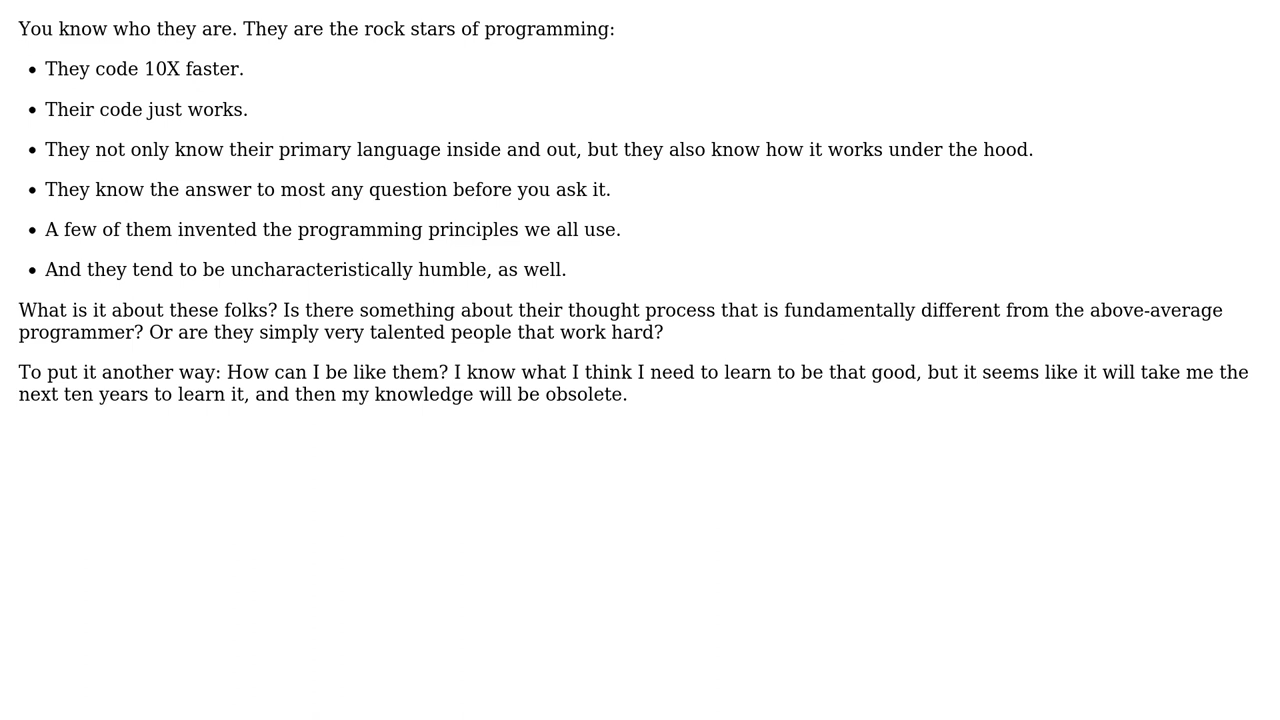 You know who they are. They are the rock stars of programming:
• They code 10X faster.
• Their code just works.
• They not only know their primary language inside and out, but they also know how it works under the hood.
• They know the answer to most any question before you ask it.
• A few of them invented the programming principles we all use.
• And they tend to be uncharacteristically humble, as well.
What is it about these folks? Is there something about their thought process that is fundamentally different from the above-average
programmer? Or are they simply very talented people that work hard?
To put it another way: How can I be like them? I know what I think I need to learn to be that good, but it seems like it will take me the
next ten years to learn it, and then my knowledge will be obsolete.